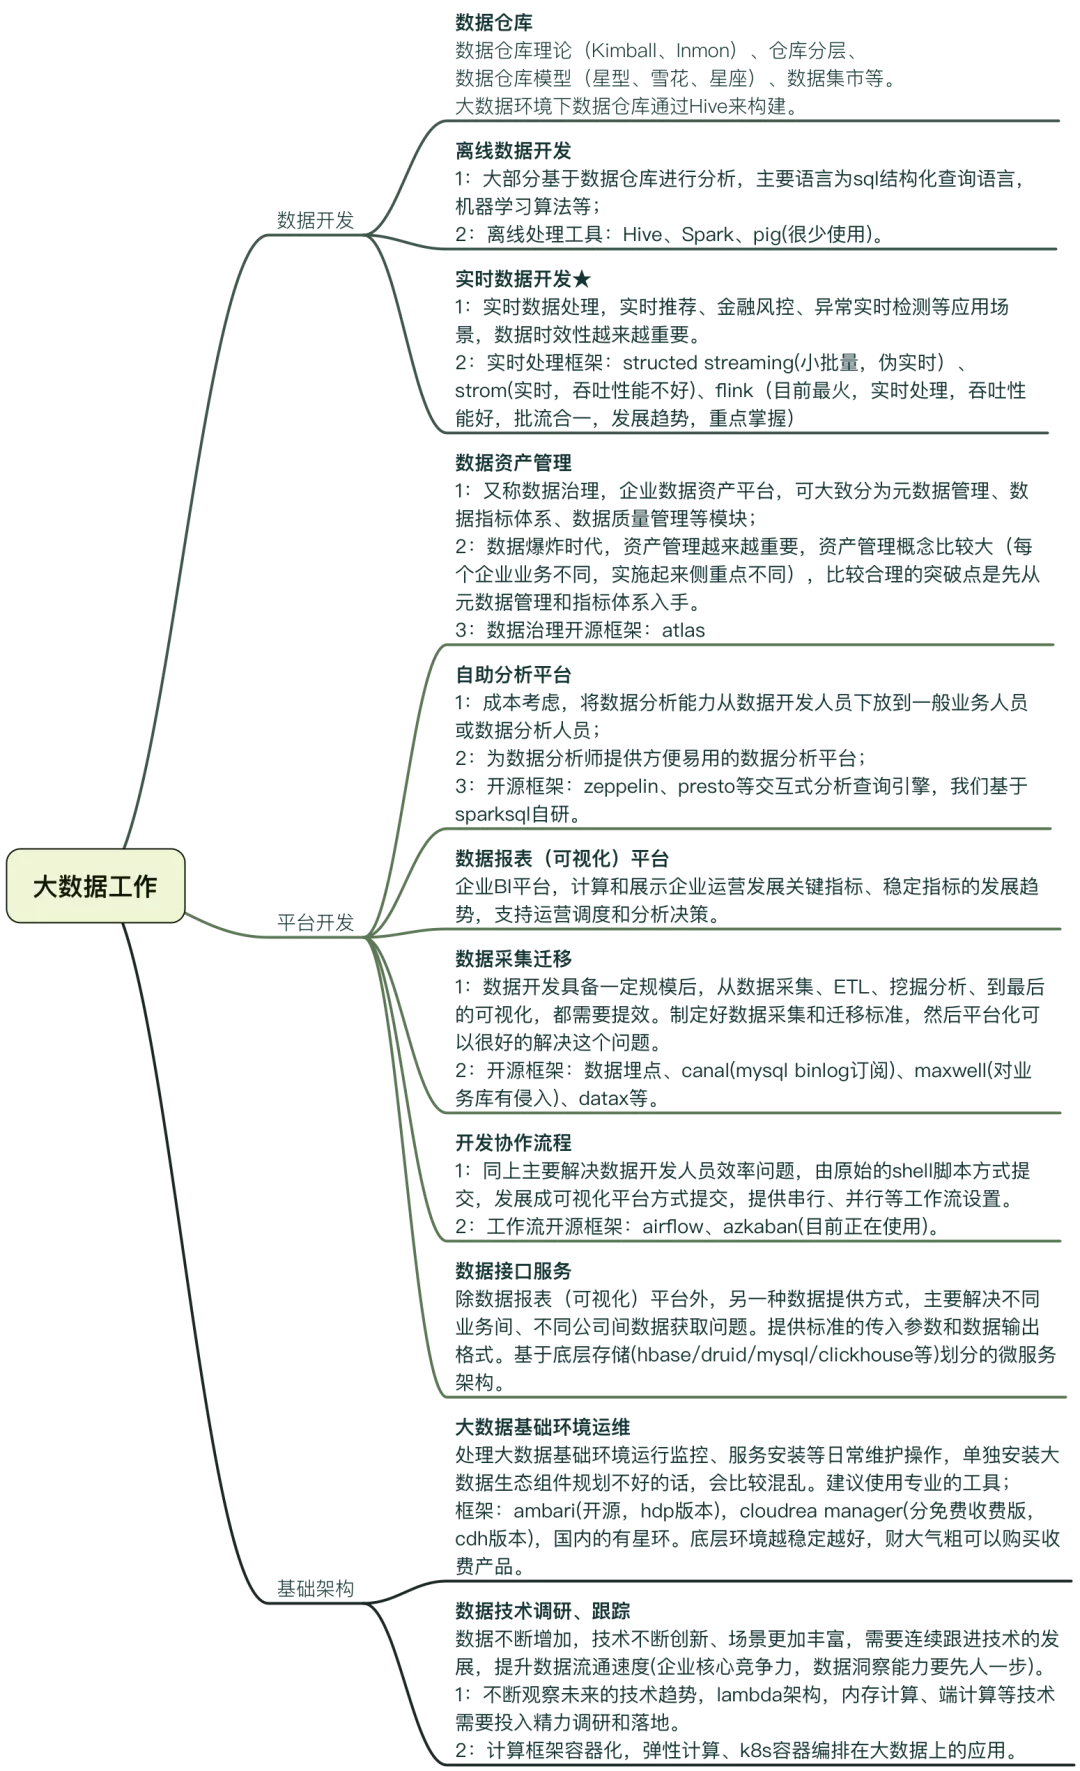 数据仓库
数据仓库理论（Kimball、Inmon）、仓库分层、
数据仓库模型（星型、雪花、星座）、数据集市等。
大数据环境下数据仓库通过Hive来构建。
离线数据开发
1：大部分基于数据仓库进行分析，主要语言为sql结构化查询语言，
机器学习算法等；
2：离线处理工具：Hive、Spark、pig(很少使用)。
数据开发
实时数据开发★
1：实时数据处理，实时推荐、金融风控、异常实时检测等应用场
景，数据时效性越来越重要。
2：实时处理框架：structed streaming(小批量，伪实时）、
strom(实时，吞吐性能不好)、flink（目前最火，实时处理，吞吐性
能好，批流合一，发展趋势，重点掌握）
数据资产管理
1：又称数据治理，企业数据资产平台，可大致分为元数据管理、数
据指标体系、数据质量管理等模块；
2：数据爆炸时代，资产管理越来越重要，资产管理概念比较大（每
个企业业务不同，实施起来侧重点不同），比较合理的突破点是先从
元数据管理和指标体系入手。
3：数据治理开源框架：atlas
自助分析平台
1：成本考虑，将数据分析能力从数据开发人员下放到一般业务人员
或数据分析人员；
2：为数据分析师提供方便易用的数据分析平台；
3：开源框架：zeppelin、presto等交互式分析查询引擎，我们基于
sparksql自研。
数据报表（可视化）平台
企业BI平台，计算和展示企业运营发展关键指标、稳定指标的发展趋
势，支持运营调度和分析决策。
大数据工作
平台开发
数据采集迁移
1：数据开发具备一定规模后，从数据采集、ETL、挖掘分析、到最后
的可视化，都需要提效。制定好数据采集和迁移标准，然后平台化可
以很好的解决这个问题。
2：开源框架：数据埋点、canal(mysql binlog订阅)、maxwell(对业
务库有侵入)、datax等。
开发协作流程
1：同上主要解决数据开发人员效率问题，由原始的shell脚本方式提
交，发展成可视化平台方式提交，提供串行、并行等工作流设置。
2：工作流开源框架：airflow、azkaban(目前正在使用)。
数据接口服务
除数据报表（可视化）平台外，另一种数据提供方式，主要解决不同
业务间、不同公司间数据获取问题。提供标准的传入参数和数据输出
格式。基于底层存储(hbase/druid/mysql/clickhouse等)划分的微服务
架构。
大数据基础环境运维
处理大数据基础环境运行监控、服务安装等日常维护操作，单独安装大
数据生态组件规划不好的话，会比较混乱。建议使用专业的工具；
框架：ambari(开源，hdp版本)，cloudrea manager(分免费收费版，
cdh版本)，国内的有星环。底层环境越稳定越好，财大气粗可以购买收
费产品。
基础架构
数据技术调研、跟踪
数据不断增加，技术不断创新、场景更加丰富，需要连续跟进技术的发
展，提升数据流通速度(企业核心竞争力，数据洞察能力要先人一步)。
1：不断观察未来的技术趋势，lambda架构，内存计算、端计算等技术
需要投入精力调研和落地。
2：计算框架容器化，弹性计算、k8s容器编排在大数据上的应用。